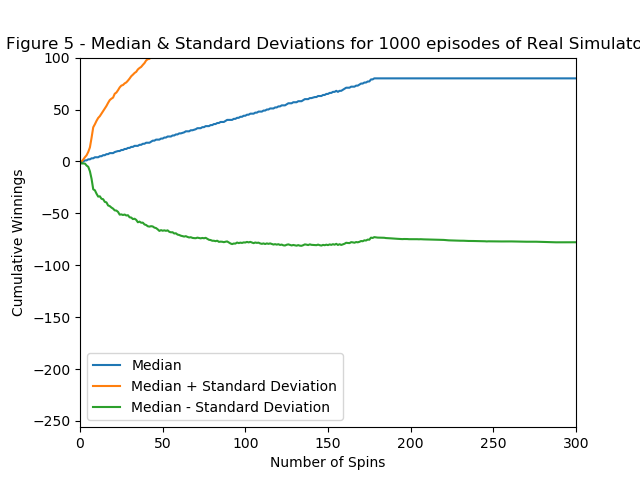 Figure 5 - Median & Standard Deviations for 1000 episodes of Real Simulato
100
50
0
−50
−100
−150
−200
−250
Cumulative Winnings
Median
Median + Standard Deviation
Median - Standard Deviation
0 50 100 150 200 250 300
Number of Spins